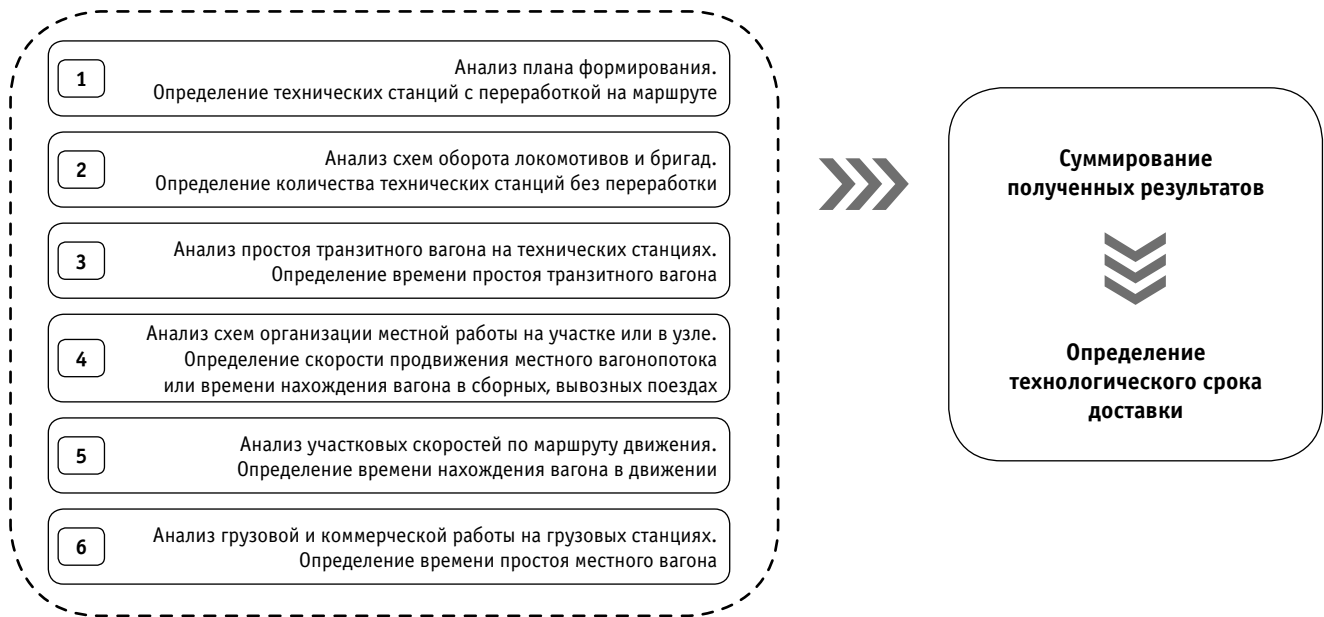 1
Анализ плана формирования.
Определение технических станций с переработкой на маршруте
2
Анализ схем оборота локомотивов и бригад.
Определение количества технических станций без переработки
3
Анализ простоя транзитного вагона на технических станциях.
Определение времени простоя транзитного вагона
4
Анализ схем организации местной работы на участке или в узле.
Определение скорости продвижения местного вагонопотока
или времени нахождения вагона в сборных, вывозных поездах
5
Анализ участковых скоростей по маршруту движения.
Определение времени нахождения вагона в движении
6
Анализ грузовой и коммерческой работы на грузовых станциях.
Определение времени простоя местного вагона
Суммирование
полученных результатов
Определение
технологического срока
доставки